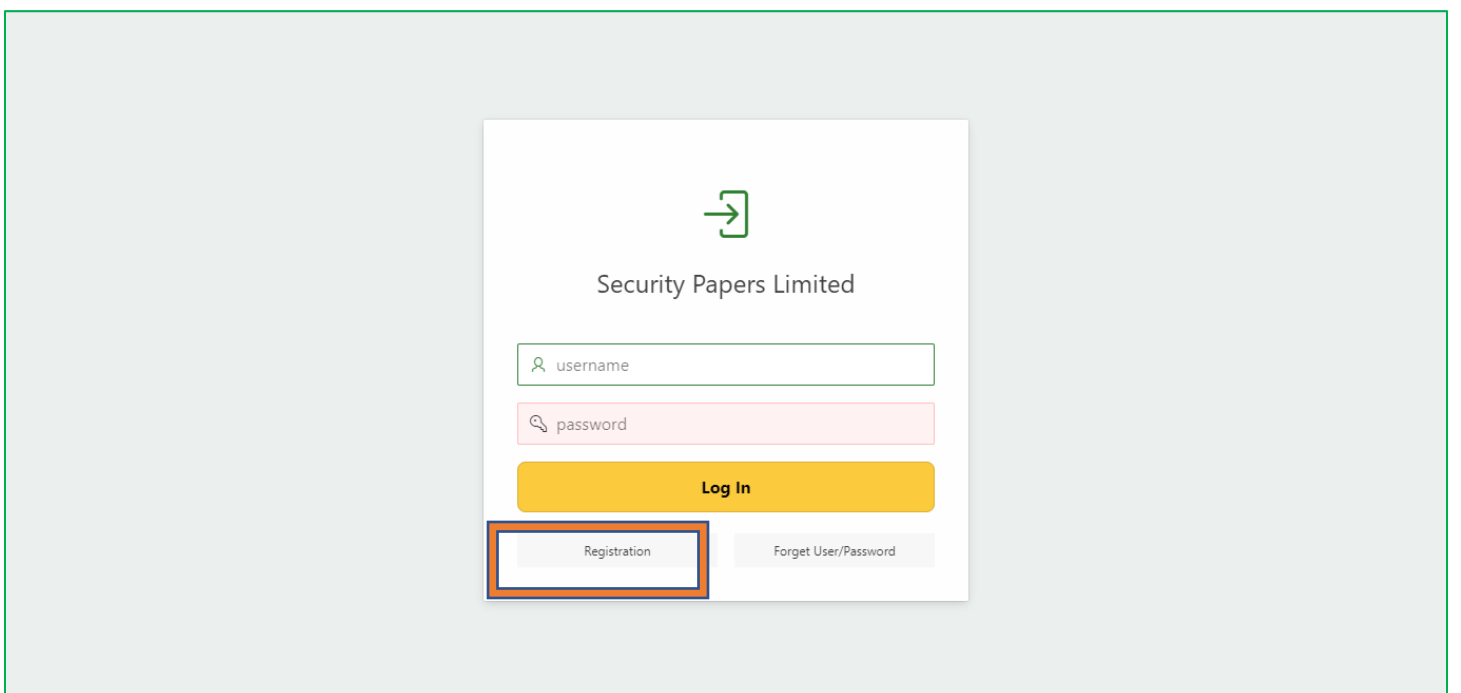 Security Papers Limited
username
password
Log In
Registration
Forget User/Password